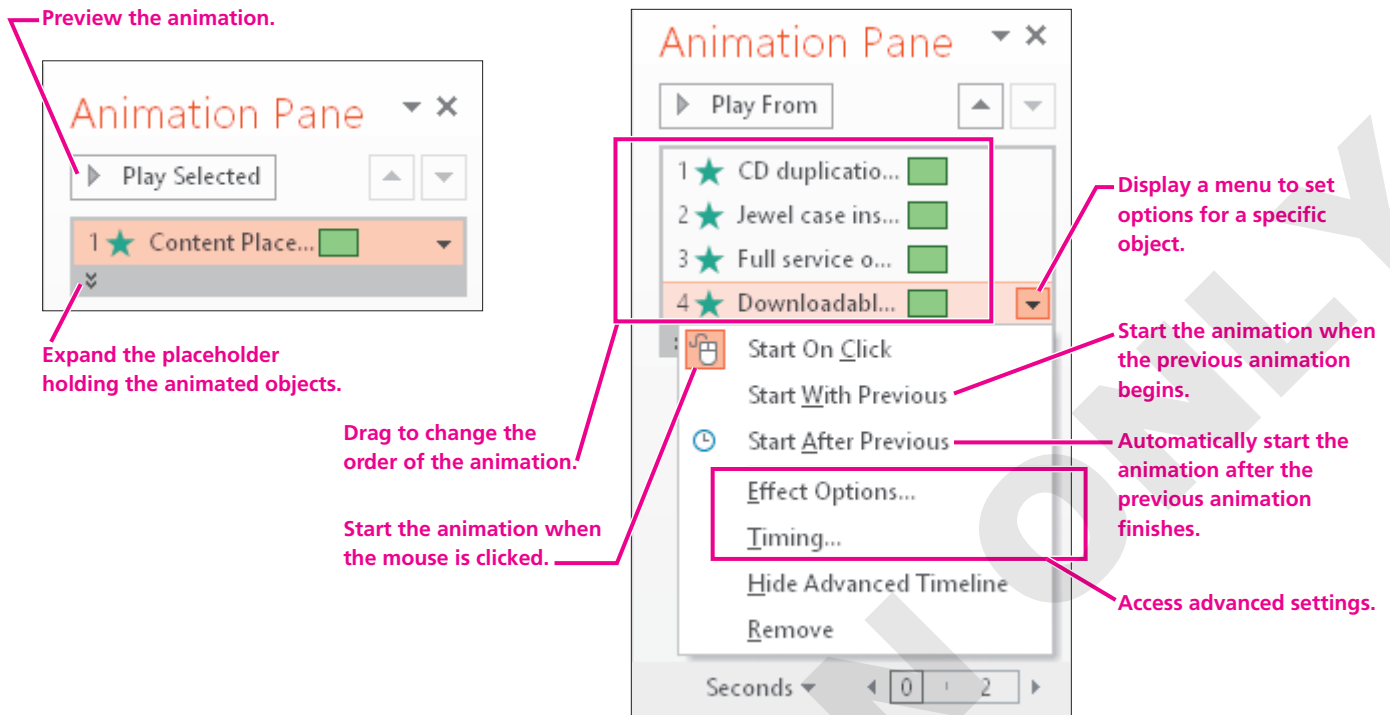 Preview the animation.
Animation Pane
Play Selected
1 Content Place...
Expand the placeholder
holding the animated objects.
Animation Pane
Play From
1 CD duplicatio...
2 Jewel case ins...
3 Full service o...
4 Downloadabl...
Start On Click
Start With Previous
Start After Previous
Effect Options...
Timing...
Hide Advanced Timeline
Remove
Seconds 0 2
Drag to change the
order of the animation.
Start the animation when
the mouse is clicked.
Display a menu to set
options for a specific
object.
Start the animation when
the previous animation
begins.
Automatically start the
animation after the
previous animation
finishes.
Access advanced settings.
N ONLY